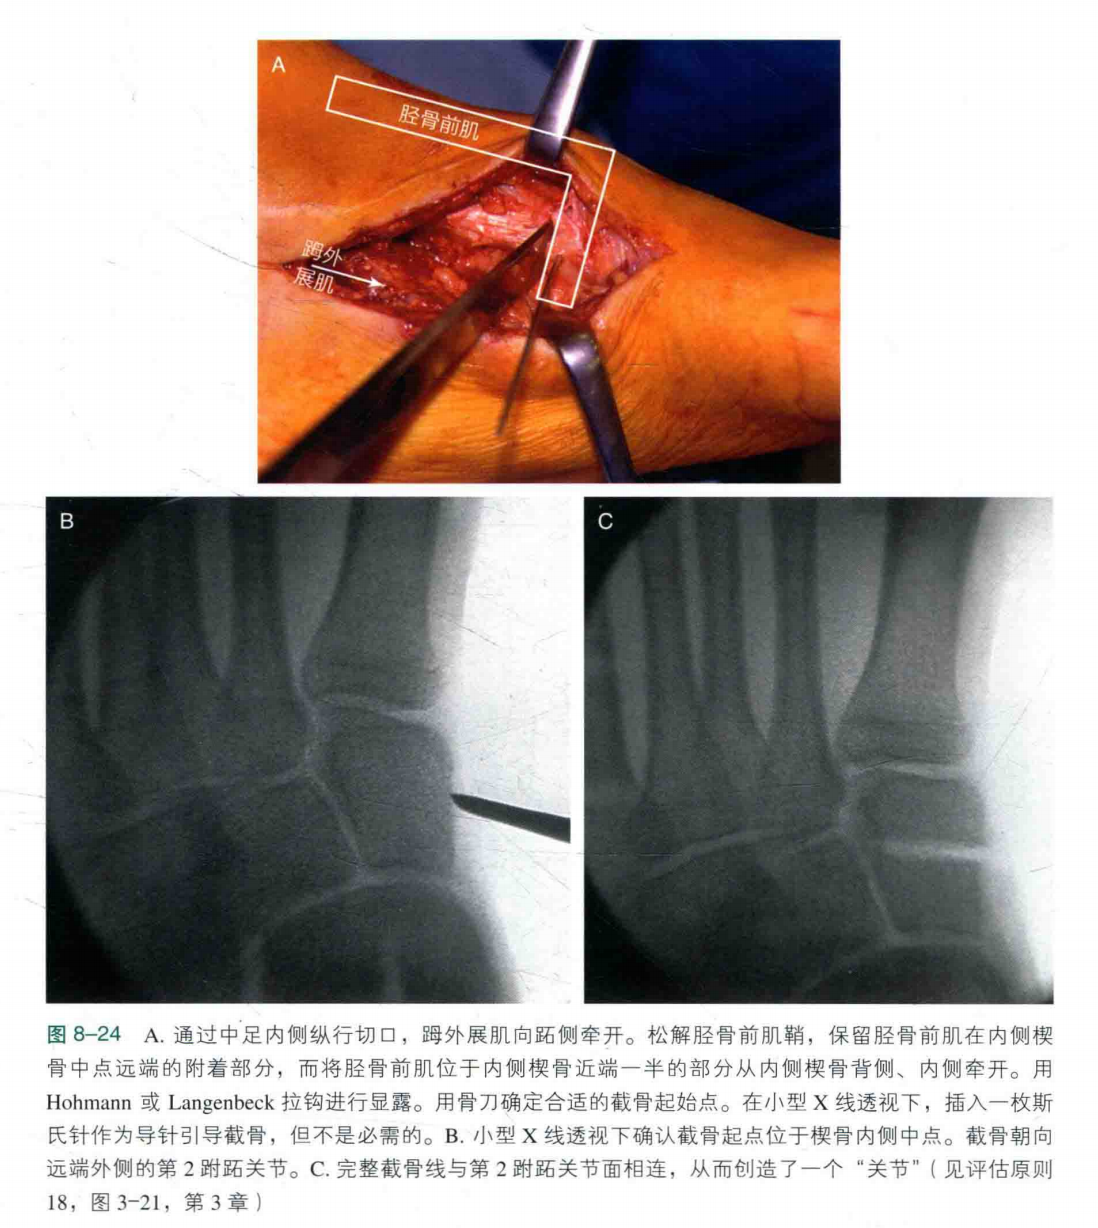 A
胫骨前肌
踇外
展肌
B
C
图 8-24 A. 通过中足内侧纵行切口，踇外展肌向跖侧牵开。松解胫骨前肌鞘，保留胫骨前肌在内侧楔
骨中点远端的附着部分，而将胫骨前肌位于内侧楔骨近端一半的部分从内侧楔骨背侧、内侧牵开。用
Hohmann 或 Langenbeck 拉钩进行显露。用骨刀确定合适的截骨起始点。在小型 X 线透视下，插入一枚斯
氏针作为导针引导截骨，但不是必需的。B. 小型 X 线透视下确认截骨起点位于楔骨内侧中点。截骨朝向
远端外侧的第 2 跗跖关节。C. 完整截骨线与第 2 跗跖关节面相连，从而创造了一个“关节”（见评估原则
18，图 3-21，第 3 章）